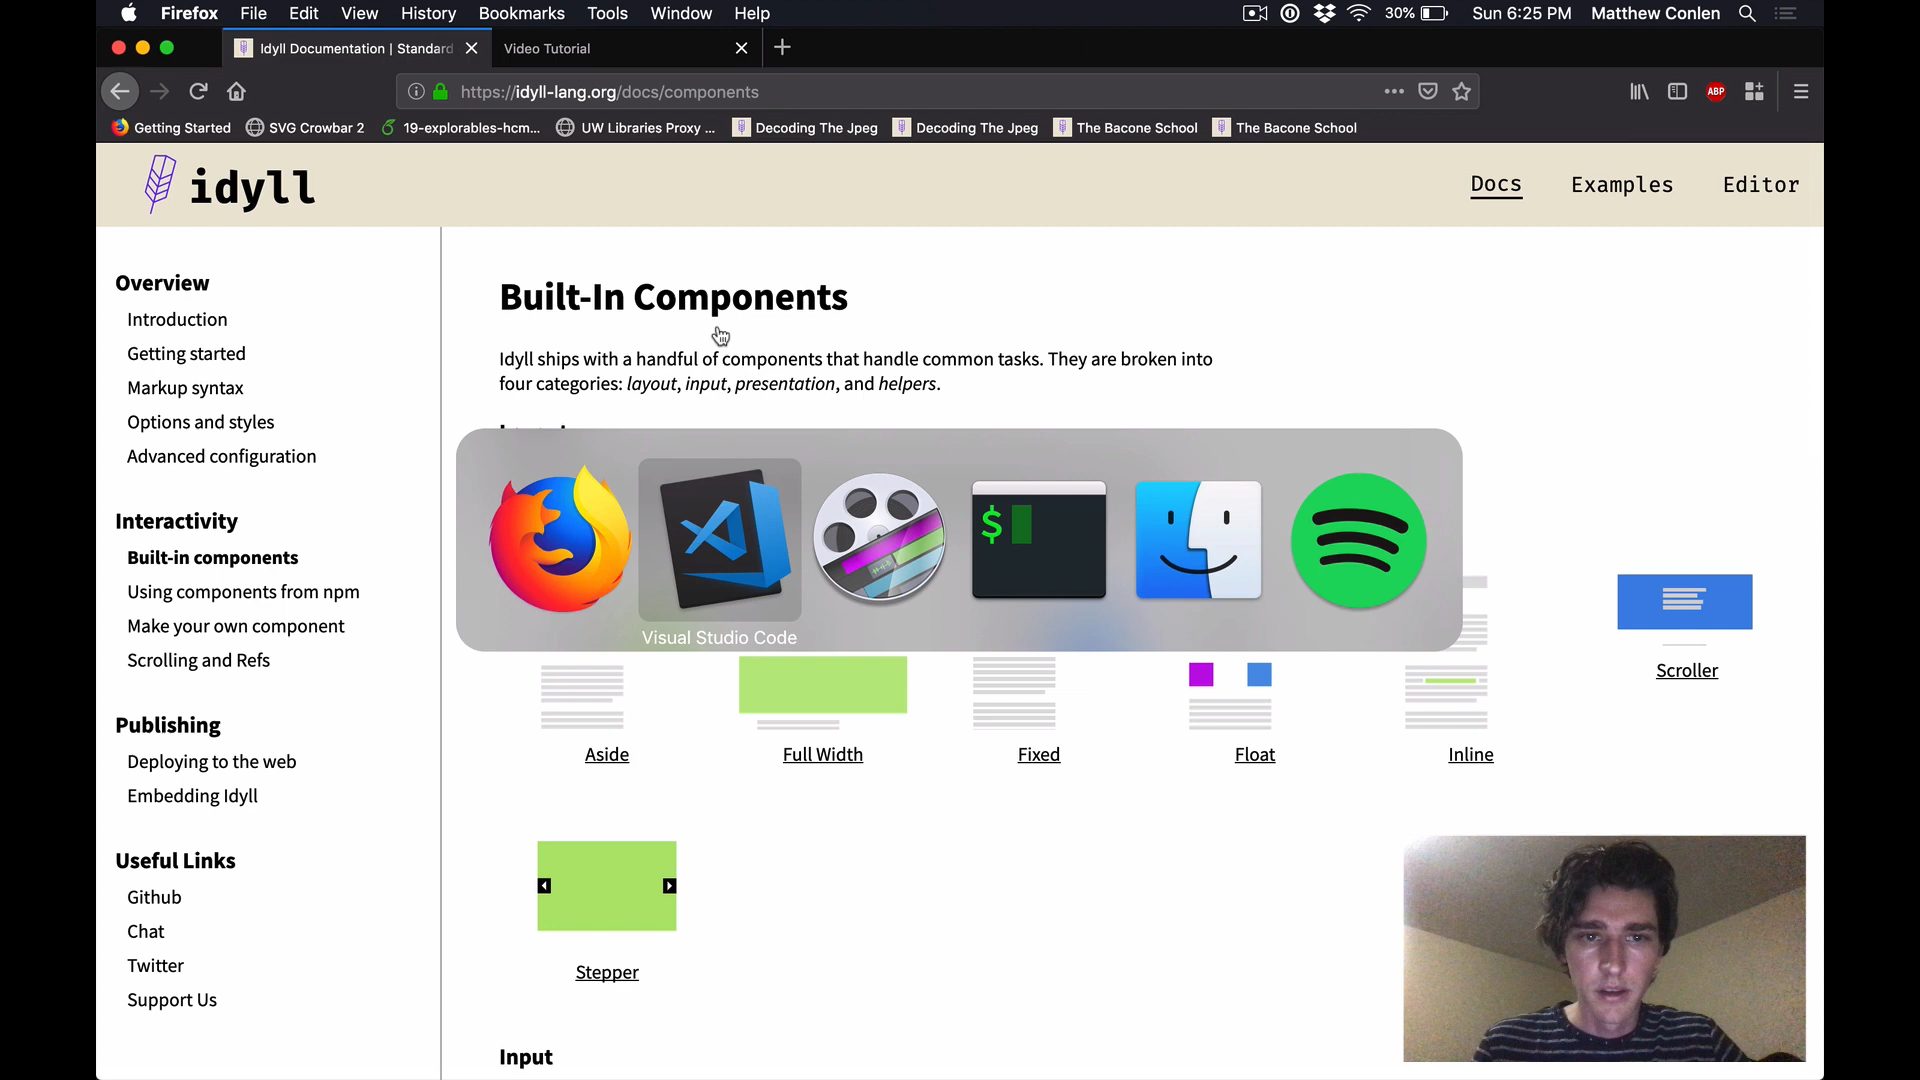 Firefox File Edit View History Bookmarks Tools Window Help 30% Sun 6:25 PM Matthew Conlen
Idyll Documentation | Standard Video Tutorial
https://idyll-lang.org/docs/components ABP
Getting Started SVG Crowbar 2 19-explorables-hcm... UW Libraries Proxy ... Decoding The Jpeg Decoding The Jpeg The Bacone School The Bacone School
idyll Docs Examples Editor
Overview
Introduction
Getting started
Markup syntax
Options and styles
Advanced configuration
Interactivity
Built-in components
Using components from npm
Make your own component
Scrolling and Refs
Publishing
Deploying to the web
Embedding Idyll
Useful Links
Github
Chat
Twitter
Support Us
Built-In Components
Idyll ships with a handful of components that handle common tasks. They are broken into
four categories: layout, input, presentation, and helpers.
$
Visual Studio Code
Scroller
Aside Full Width Fixed Float Inline
Stepper
Input